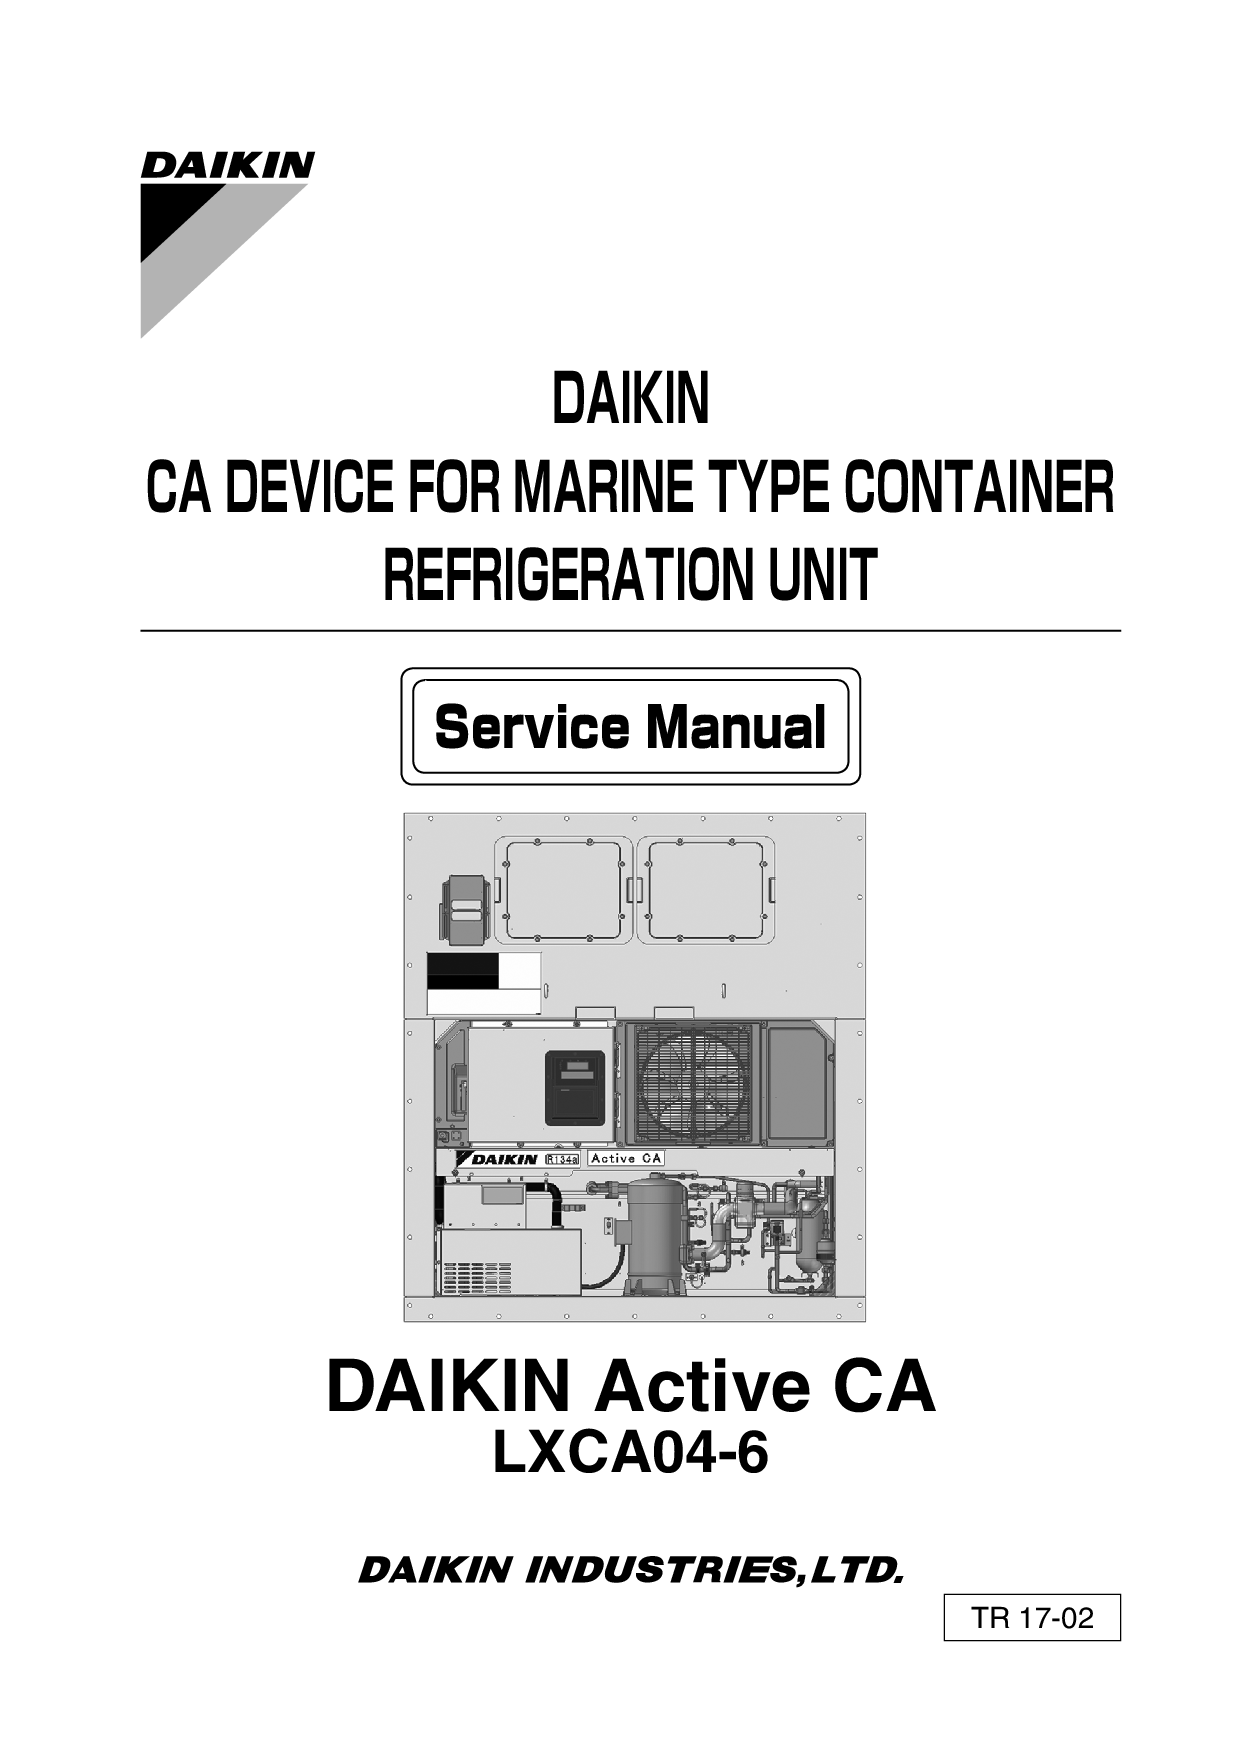 DAIKIN
DAIKIN
CA DEVICE FOR MARINE TYPE CONTAINER
REFRIGERATION UNIT
Service Manual
DAIKIN R134a Active CA
DAIKIN Active CA
LXCA04-6
DAIKIN INDUSTRIES, LTD.
TR 17-02